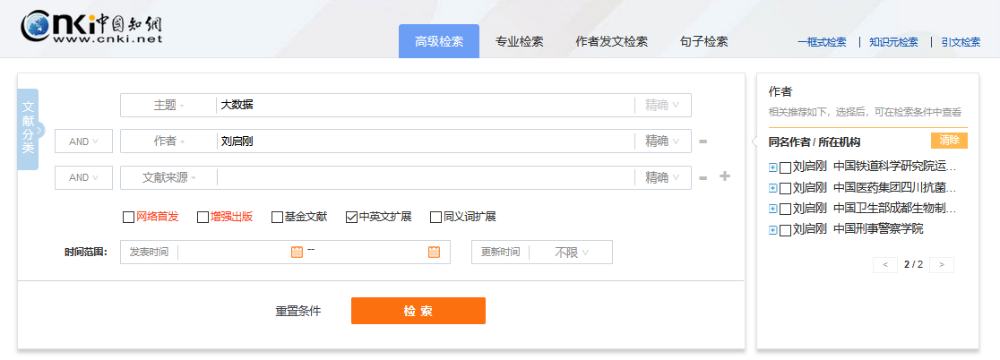 中国知网
www.cnki.net
高级检索 专业检索 作者发文检索 句子检索 一框式检索 | 知识元检索 | 引文检索
文献分类
主题 大数据 精确
AND 作者 刘启刚 精确
AND 文献来源 精确
网络首发 增强出版 基金文献 中英文扩展 同义词扩展
时间范围: 发表时间 -- 更新时间 不限
重置条件 检索
作者
相关推荐如下，选择后，可在检索条件中查看
同名作者 / 所在机构 清除
刘启刚 中国铁道科学研究院运...
刘启刚 中国医药集团四川抗菌...
刘启刚 中国卫生部成都生物制...
刘启刚 中国刑事警察学院
< 2 / 2 >